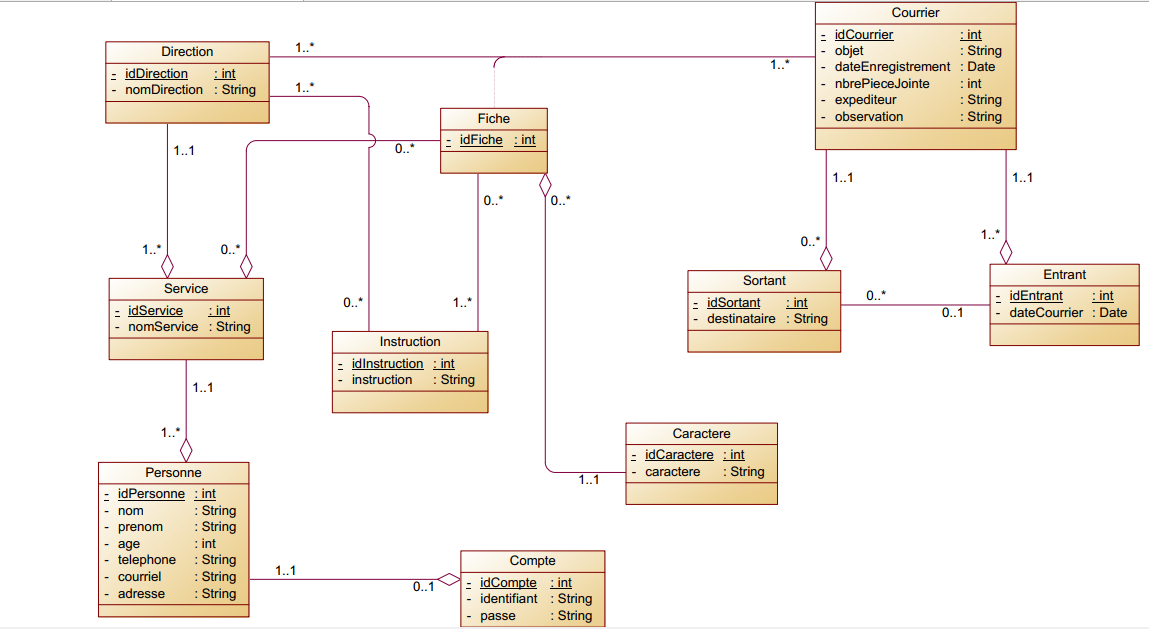 Courrier
- idCourrier : int
- objet : String
- dateEnregistrement : Date
- nbrePieceJointe : int
- expediteur : String
- observation : String
Direction
- idDirection : int
- nomDirection : String
1..*
1..*
1..*
Fiche
- idFiche : int
0..*
1..1
1..*
0..*
0..*
0..*
1..1
1..1
0..*
1..*
Service
- idService : int
- nomService : String
0..*
1..*
Instruction
- idInstruction : int
- instruction : String
Sortant
- idSortant : int
- destinataire : String
0..*
0..1
Entrant
- idEntrant : int
- dateCourrier : Date
1..1
1..*
Caractere
- idCaractere : int
- caractere : String
1..1
Personne
- idPersonne : int
- nom : String
- prenom : String
- age : int
- telephone : String
- courriel : String
- adresse : String
1..1
0..1
Compte
- idCompte : int
- identifiant : String
- passe : String